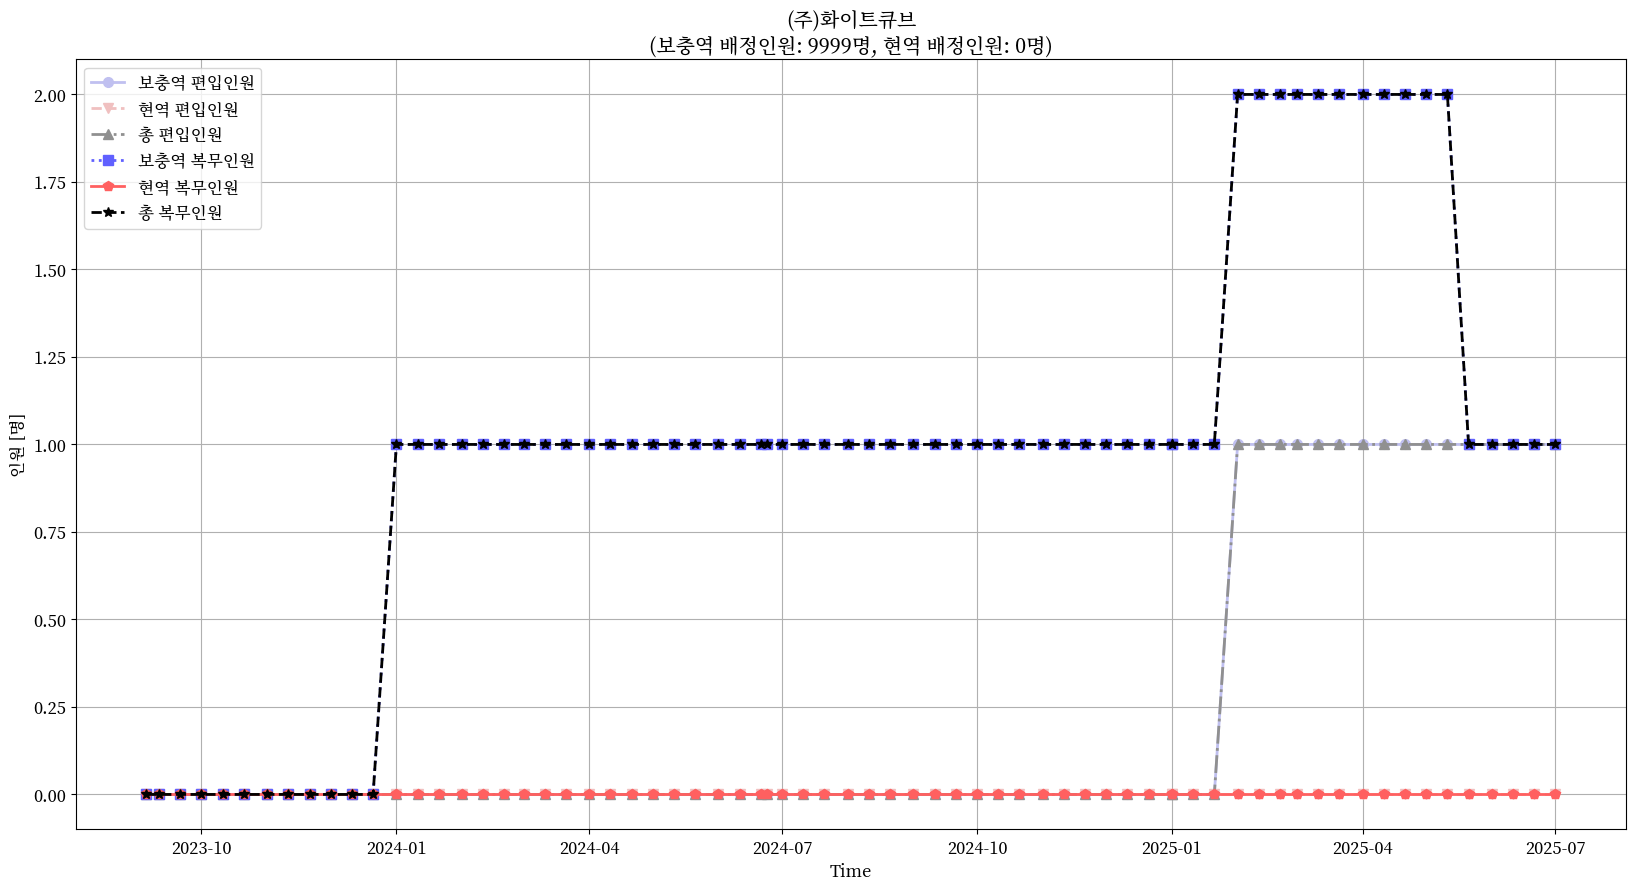 (주)화이트큐브
(보충역 배정인원: 9999명, 현역 배정인원: 0명)
보충역 편입인원
현역 편입인원
총 편입인원
보충역 복무인원
현역 복무인원
총 복무인원
인원 [명]
2.00
1.75
1.50
1.25
1.00
0.75
0.50
0.25
0.00
2023-10 2024-01 2024-04 2024-07 2024-10 2025-01 2025-04 2025-07
Time